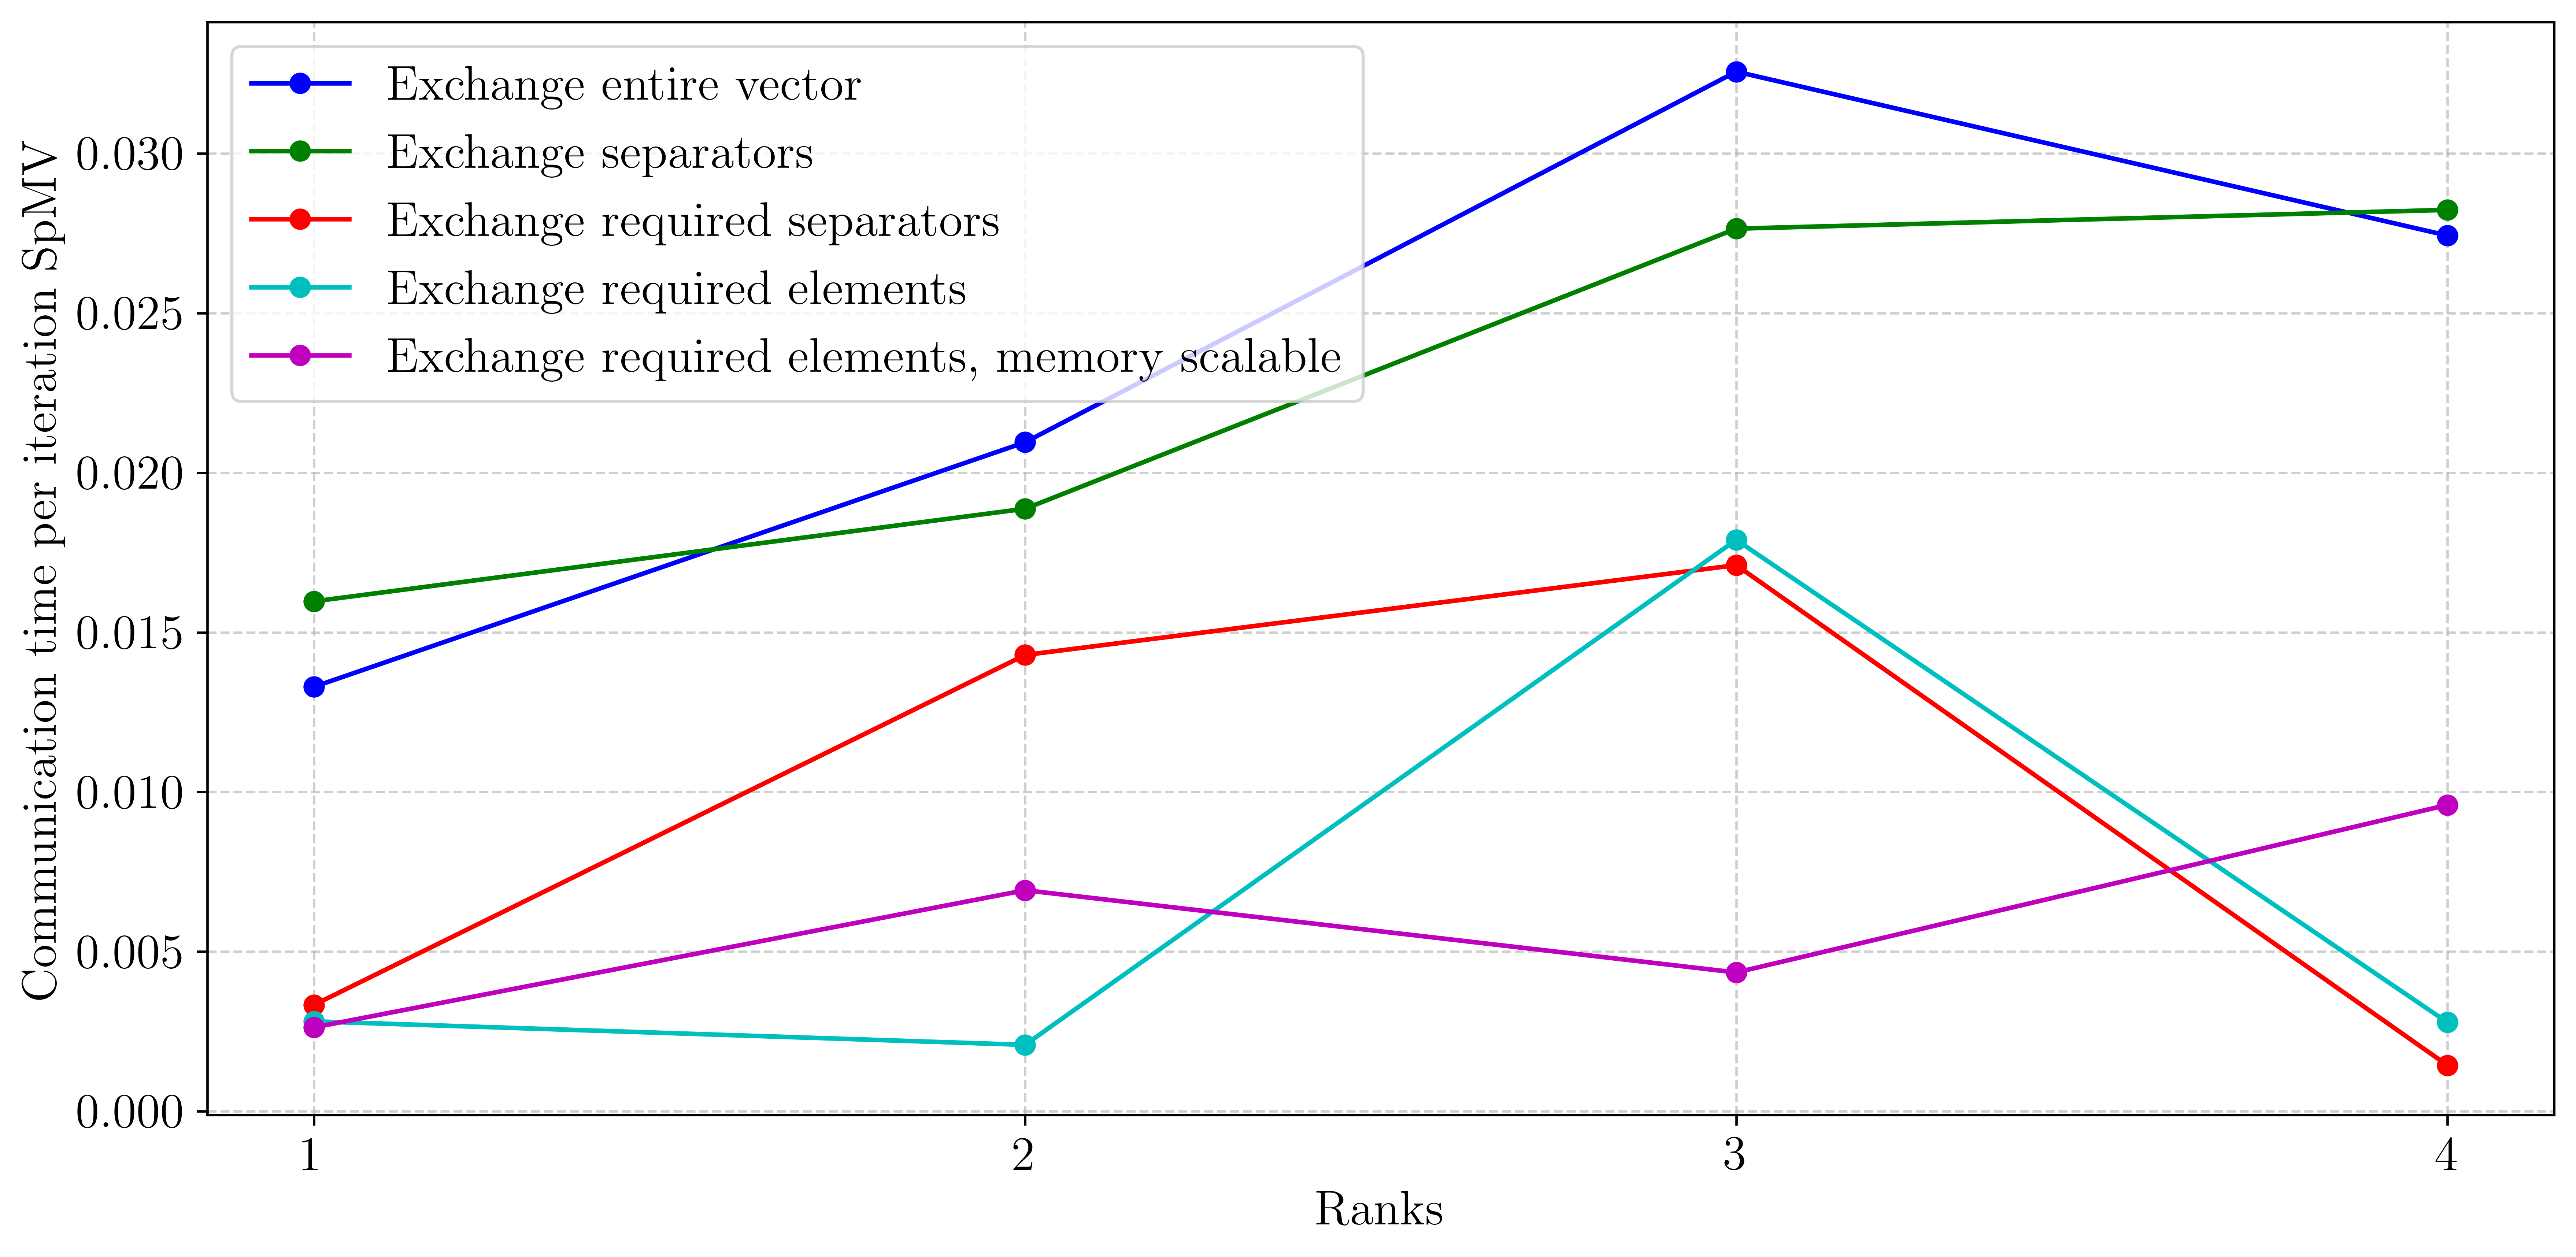 Exchange entire vector
Exchange separators
Exchange required separators
Exchange required elements
Exchange required elements, memory scalable
Communication time per iteration SpMV
0.030
0.025
0.020
0.015
0.010
0.005
0.000
1 2 3 4
Ranks